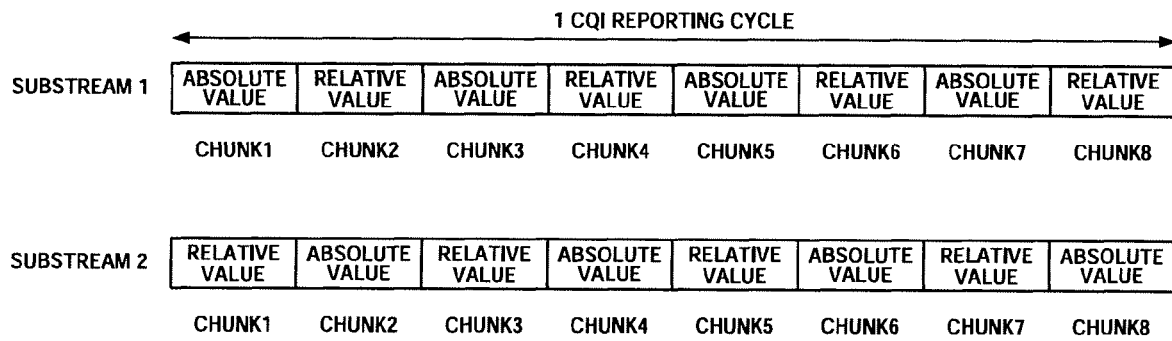 1 CQI REPORTING CYCLE
SUBSTREAM 1
ABSOLUTE VALUE
RELATIVE VALUE
ABSOLUTE VALUE
RELATIVE VALUE
ABSOLUTE VALUE
RELATIVE VALUE
ABSOLUTE VALUE
RELATIVE VALUE
CHUNK1 CHUNK2 CHUNK3 CHUNK4 CHUNK5 CHUNK6 CHUNK7 CHUNK8
SUBSTREAM 2
RELATIVE VALUE
ABSOLUTE VALUE
RELATIVE VALUE
ABSOLUTE VALUE
RELATIVE VALUE
ABSOLUTE VALUE
RELATIVE VALUE
ABSOLUTE VALUE
CHUNK1 CHUNK2 CHUNK3 CHUNK4 CHUNK5 CHUNK6 CHUNK7 CHUNK8